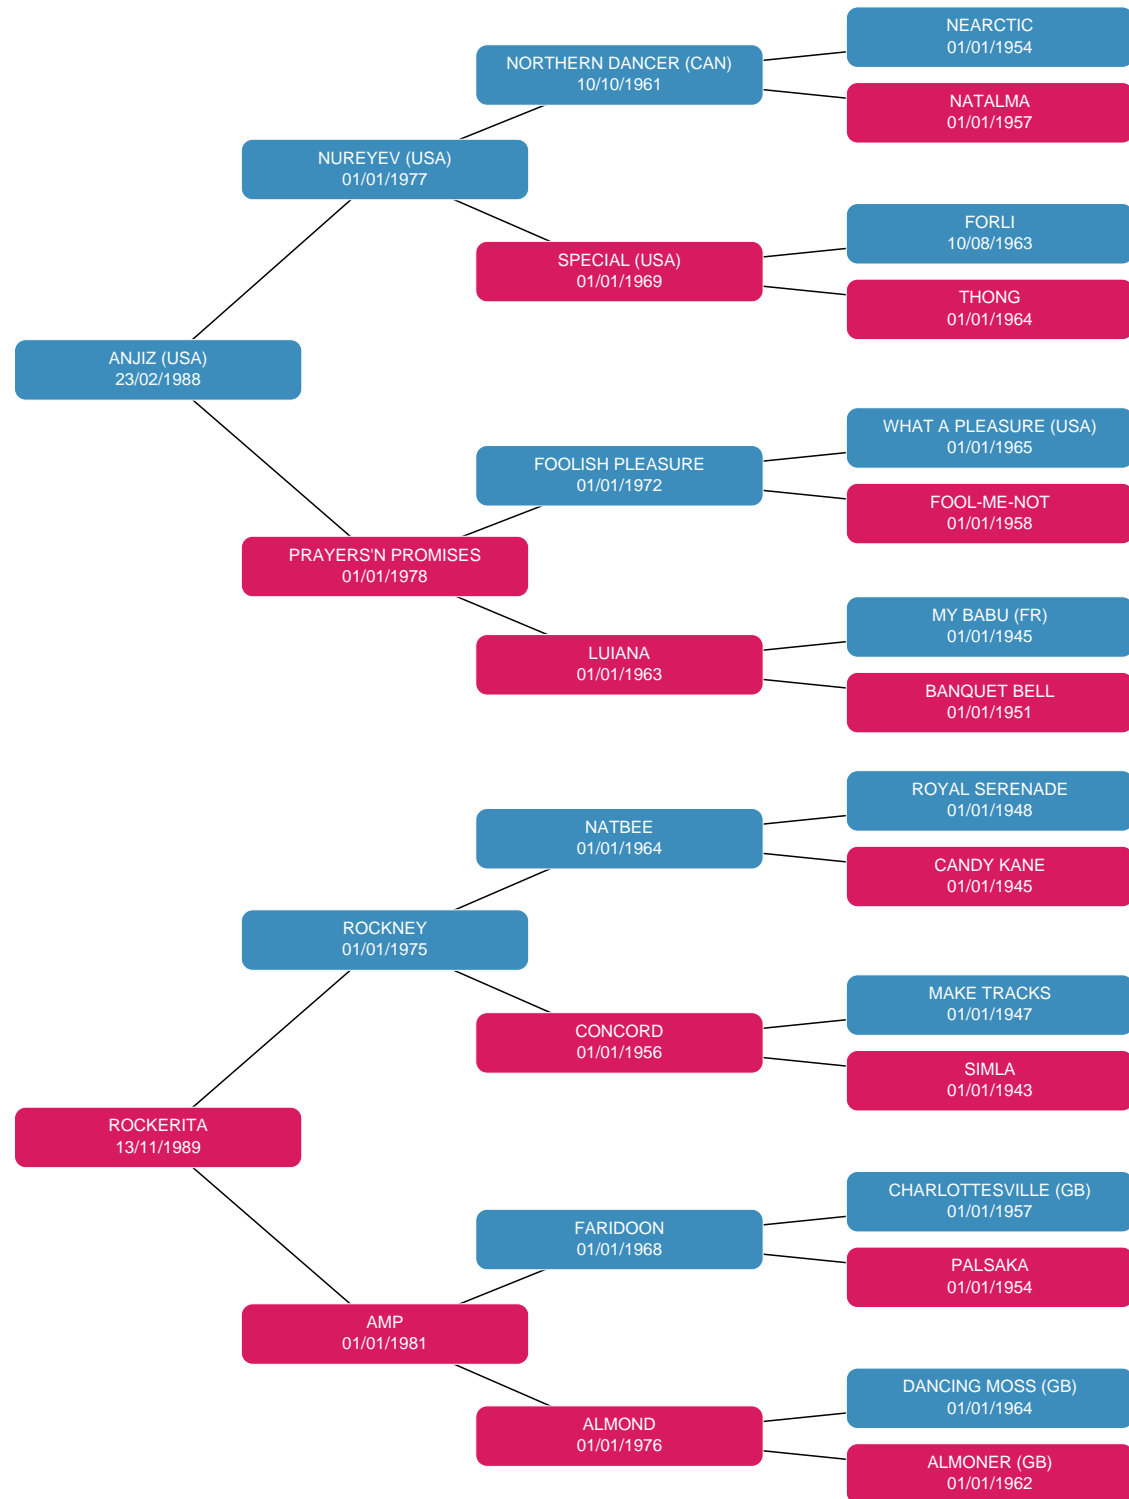 NEARCTIC
01/01/1954
NORTHERN DANCER (CAN)
10/10/1961
NATALMA
01/01/1957
NUREYEV (USA)
01/01/1977
FORLI
10/08/1963
SPECIAL (USA)
01/01/1969
THONG
01/01/1964
ANJIZ (USA)
23/02/1988
WHAT A PLEASURE (USA)
01/01/1965
FOOLISH PLEASURE
01/01/1972
FOOL-ME-NOT
01/01/1958
PRAYERS'N PROMISES
01/01/1978
MY BABU (FR)
01/01/1945
LUIANA
01/01/1963
BANQUET BELL
01/01/1951
ROYAL SERENADE
01/01/1948
NATBEE
01/01/1964
CANDY KANE
01/01/1945
ROCKNEY
01/01/1975
MAKE TRACKS
01/01/1947
CONCORD
01/01/1956
SIMLA
01/01/1943
ROCKERITA
13/11/1989
CHARLOTTESVILLE (GB)
01/01/1957
FARIDOON
01/01/1968
PALSAKA
01/01/1954
AMP
01/01/1981
DANCING MOSS (GB)
01/01/1964
ALMOND
01/01/1976
ALMONER (GB)
01/01/1962